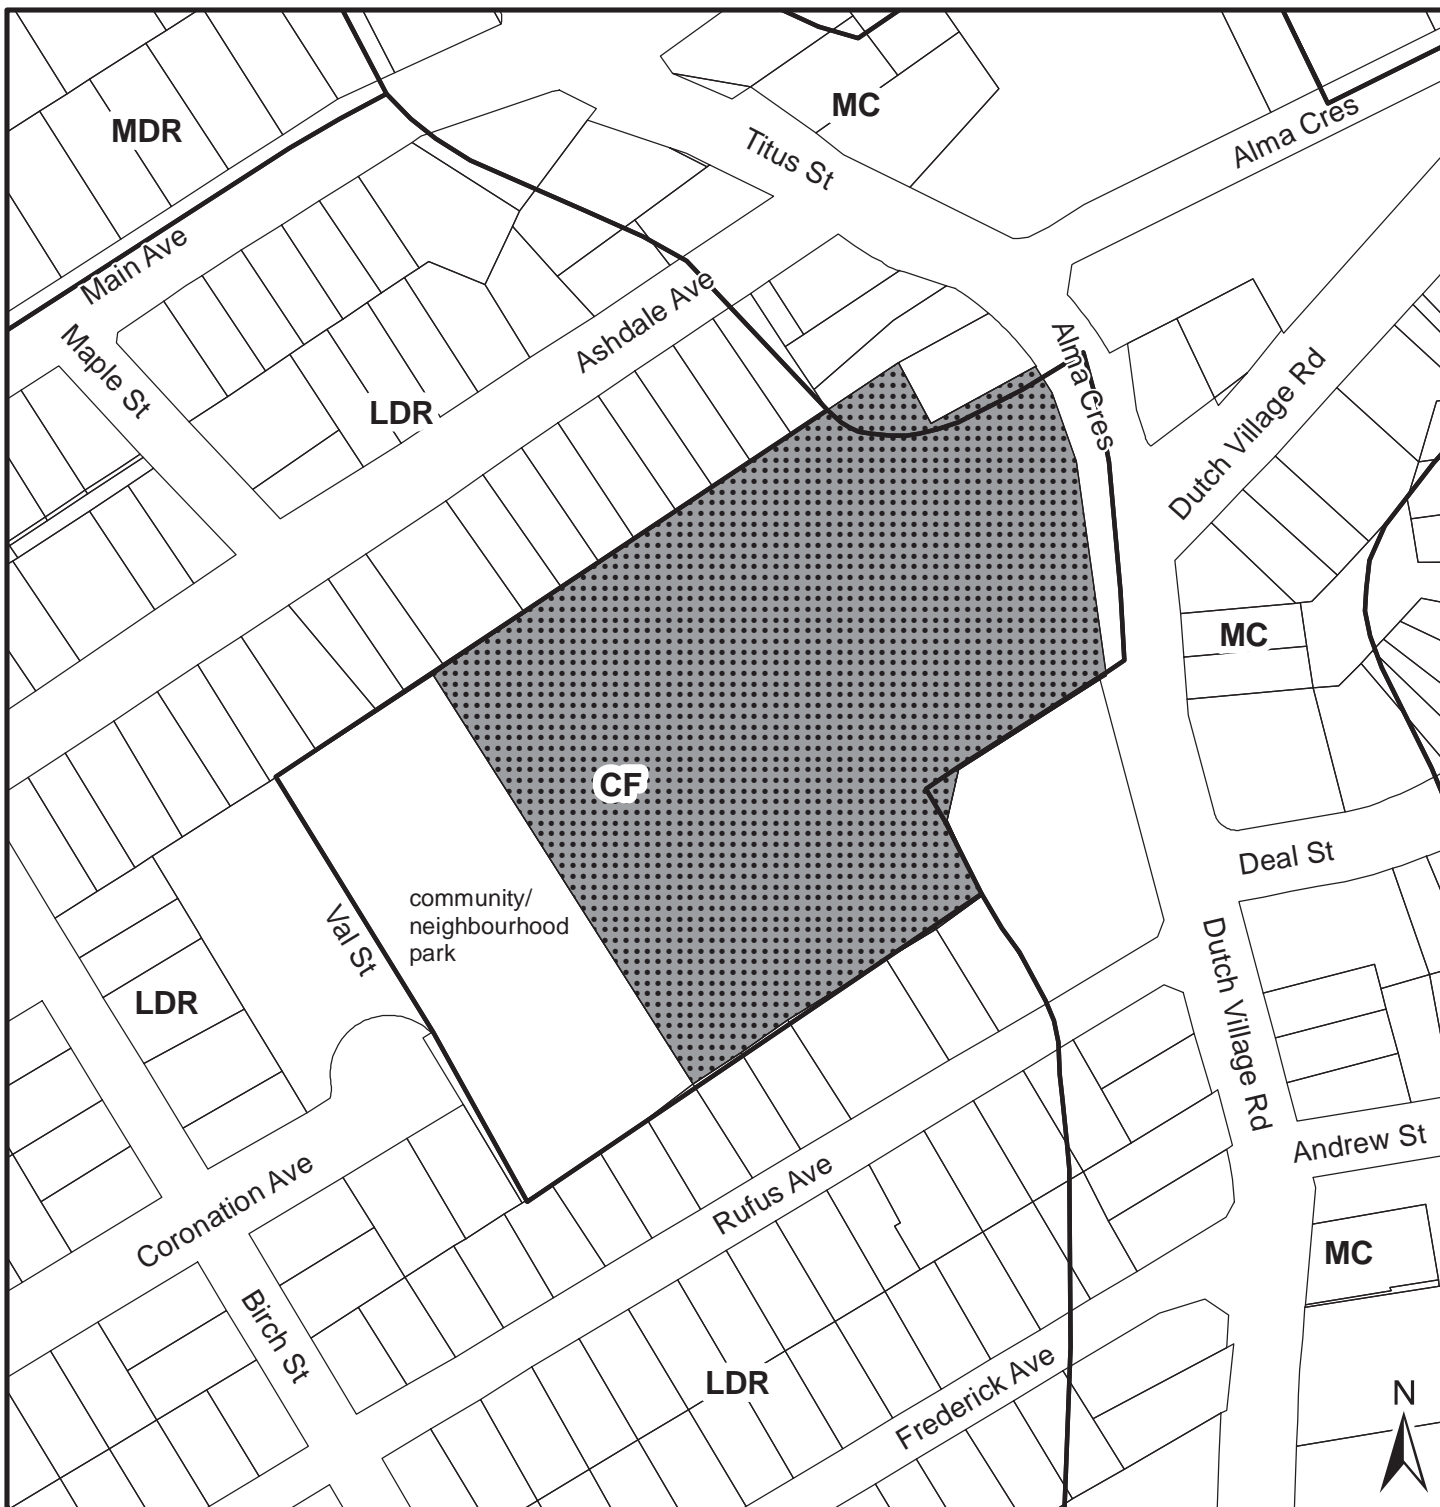 MC
MDR
Titus St
Alma Cres
Main Ave
Maple St
Ashdale Ave
Alma Cres
LDR
Dutch Village Rd
MC
CF
Deal St
community/
neighbourhood
park
Val St
LDR
Dutch Village Rd
Andrew St
Rufus Ave
Coronation Ave
MC
Birch St
LDR
Frederick Ave
N